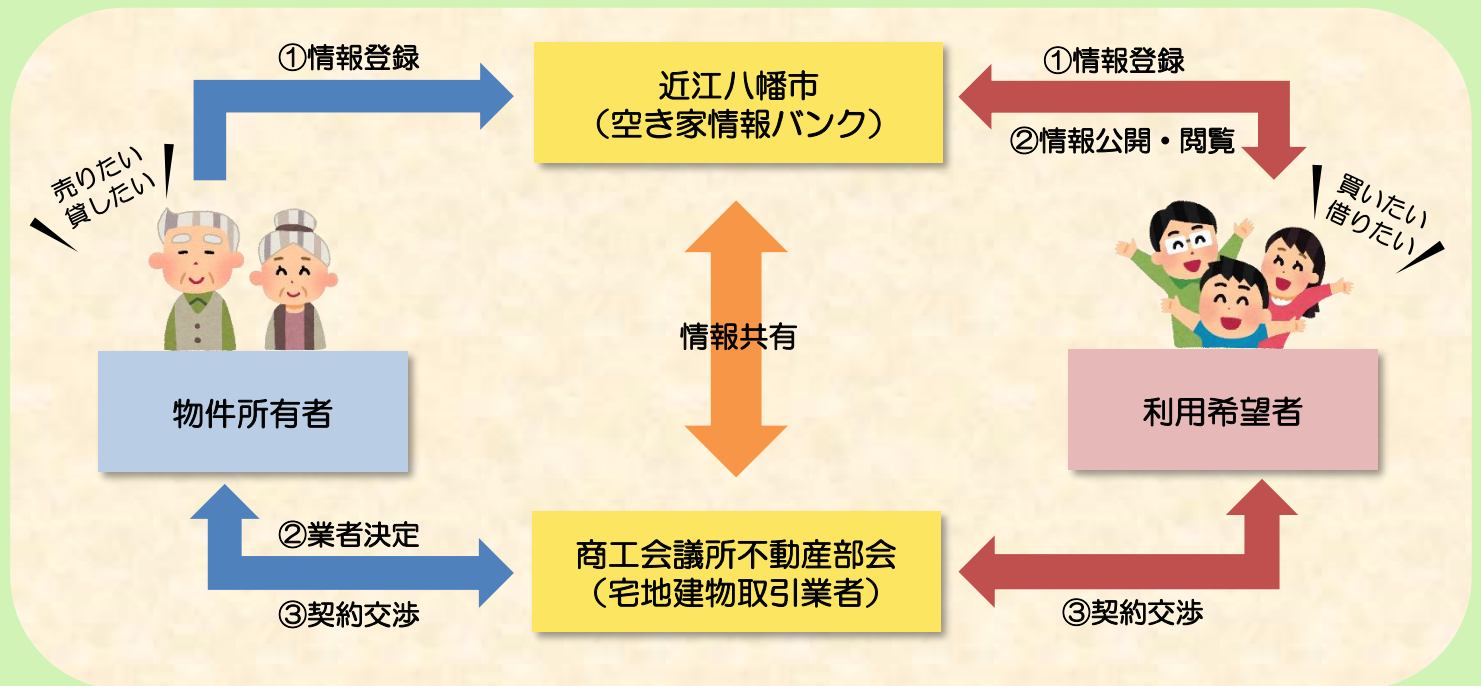 ①情報登録
近江八幡市
（空き家情報バンク）
①情報登録
②情報公開・閲覧
売りたい
貸したい
買いたい
借りたい
情報共有
物件所有者
利用希望者
②業者決定
③契約交渉
商工会議所不動産部会
（宅地建物取引業者）
③契約交渉